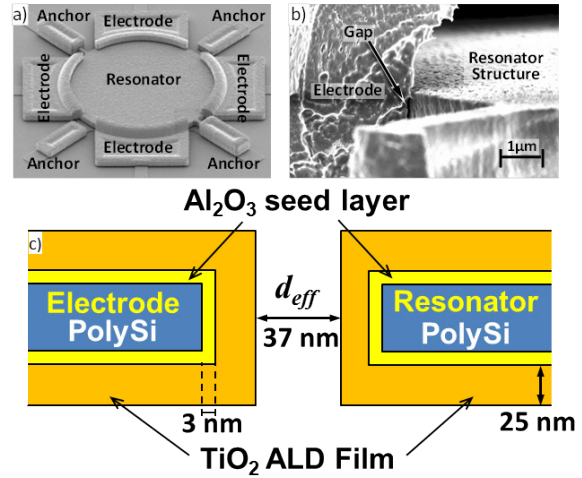 a)
Anchor
Electrode
Anchor
Electrode
Resonator
Electrode
Anchor
Electrode
Anchor
b)
Gap
Electrode
Resonator
Structure
1μm
Al₂O₃ seed layer
c)
Electrode
PolySi
d_eff
37 nm
Resonator
PolySi
3 nm
25 nm
TiO₂ ALD Film